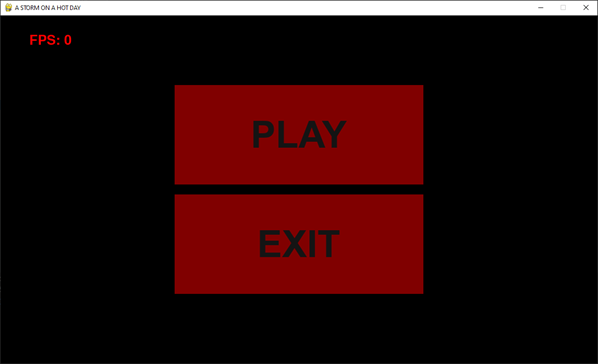 A STORM ON A HOT DAY
FPS: 0
PLAY
EXIT